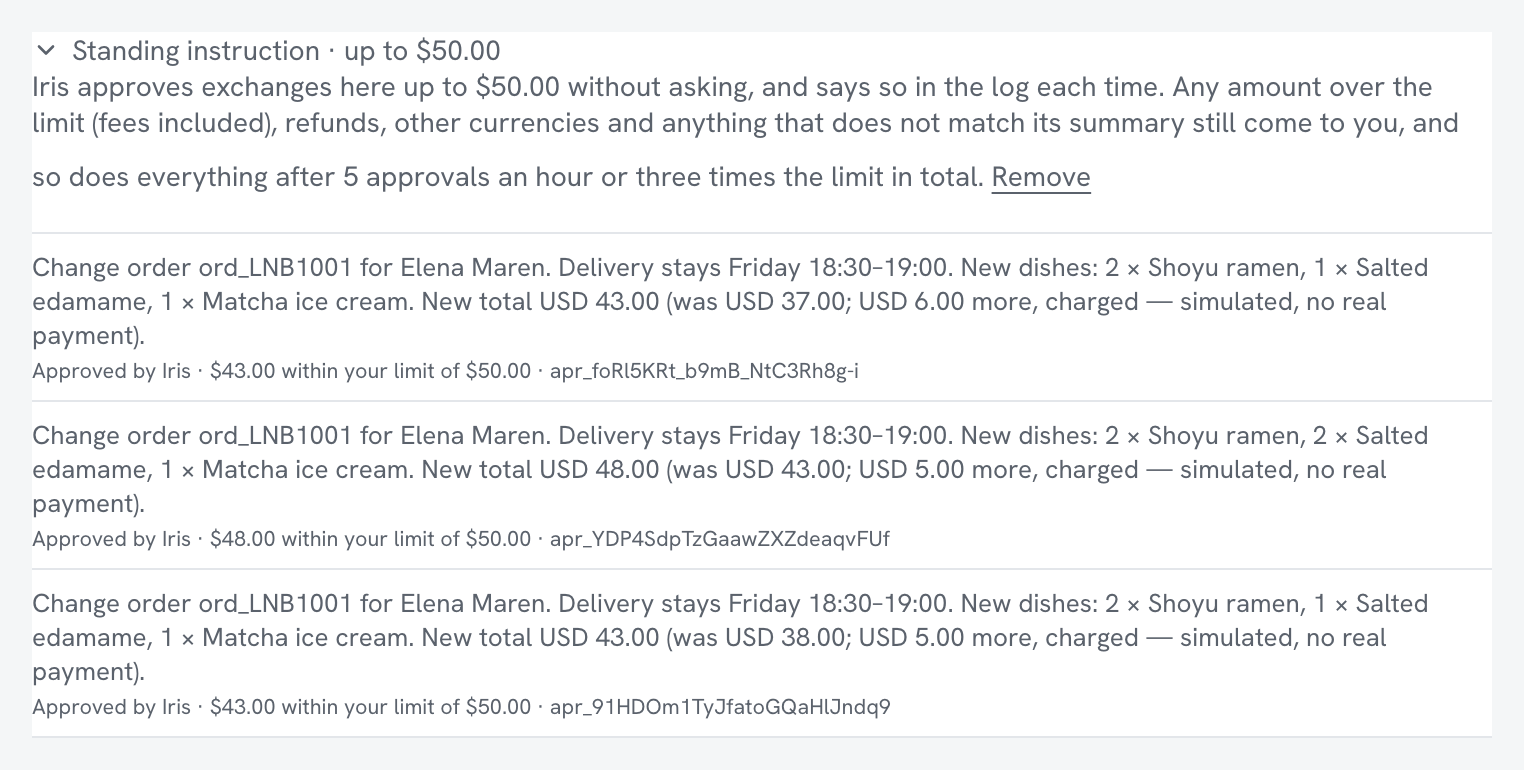 Standing instruction · up to $50.00
Iris approves exchanges here up to $50.00 without asking, and says so in the log each time. Any amount over the
limit (fees included), refunds, other currencies and anything that does not match its summary still come to you, and
so does everything after 5 approvals an hour or three times the limit in total. Remove
Change order ord_LNB1001 for Elena Maren. Delivery stays Friday 18:30–19:00. New dishes: 2 × Shoyu ramen, 1 × Salted
edamame, 1 × Matcha ice cream. New total USD 43.00 (was USD 37.00; USD 6.00 more, charged — simulated, no real
payment).
Approved by Iris · $43.00 within your limit of $50.00 · apr_foRl5KRt_b9mB_NtC3Rh8g-i
Change order ord_LNB1001 for Elena Maren. Delivery stays Friday 18:30–19:00. New dishes: 2 × Shoyu ramen, 2 × Salted
edamame, 1 × Matcha ice cream. New total USD 48.00 (was USD 43.00; USD 5.00 more, charged — simulated, no real
payment).
Approved by Iris · $48.00 within your limit of $50.00 · apr_YDP4SdpTzGaawZXZdeaqvFUf
Change order ord_LNB1001 for Elena Maren. Delivery stays Friday 18:30–19:00. New dishes: 2 × Shoyu ramen, 1 × Salted
edamame, 1 × Matcha ice cream. New total USD 43.00 (was USD 38.00; USD 5.00 more, charged — simulated, no real
payment).
Approved by Iris · $43.00 within your limit of $50.00 · apr_91HDOm1TyJfatoGQaHlJndq9